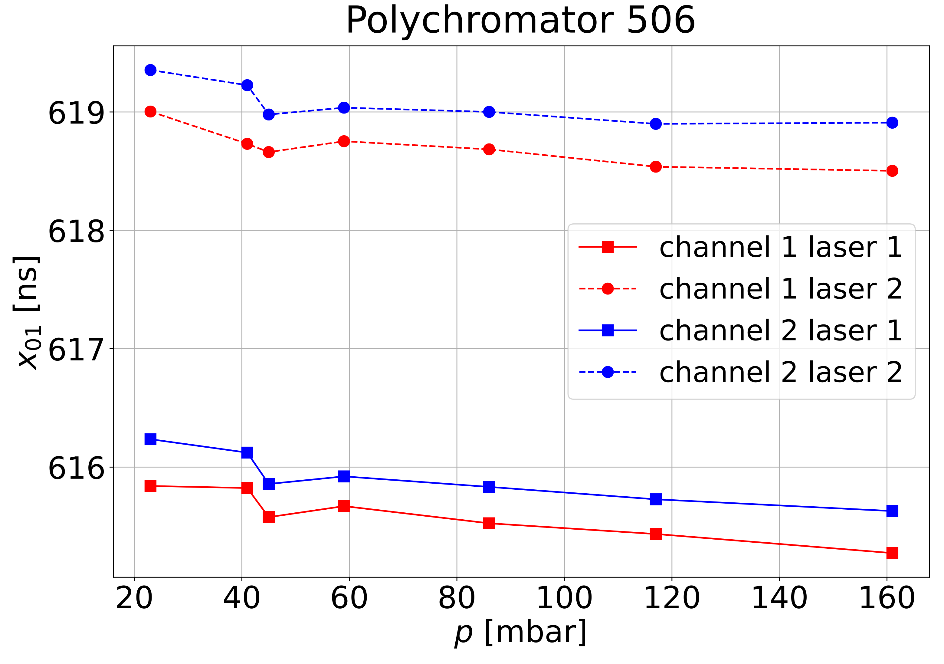 Polychromator 506
619
618
617
616
x₀₁ [ns]
channel 1 laser 1
channel 1 laser 2
channel 2 laser 1
channel 2 laser 2
20 40 60 80 100 120 140 160
p [mbar]